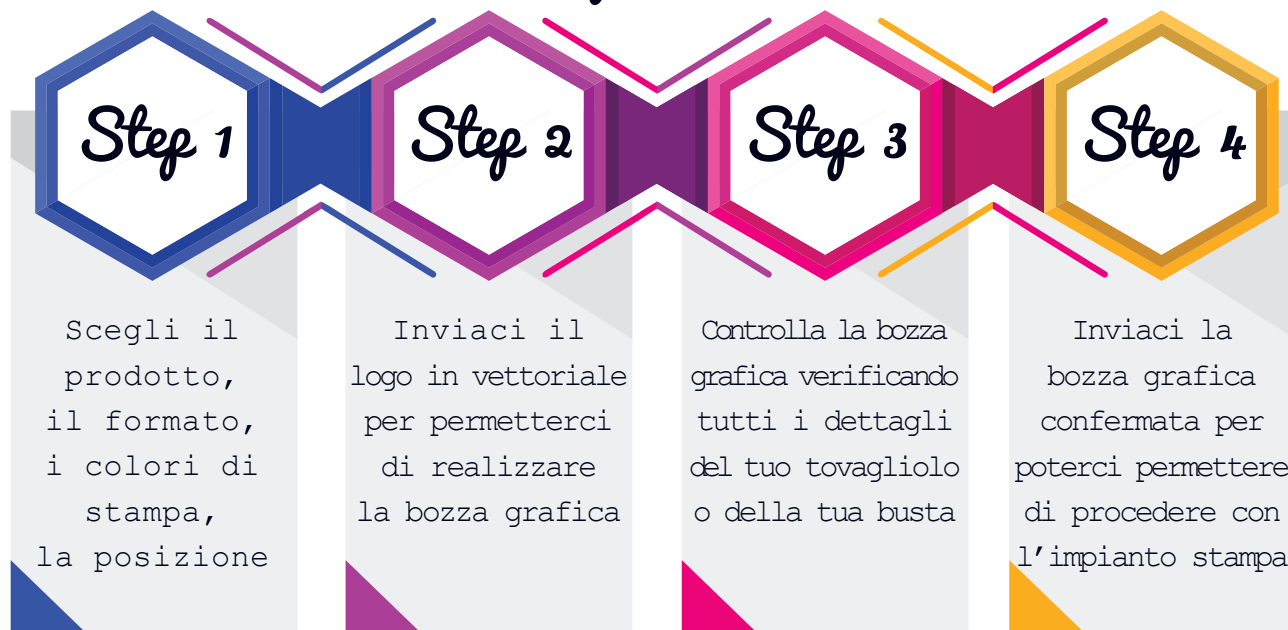 Step 1
Scegli il
prodotto,
il formato,
i colori di
stampa,
la posizione
Step 2
Inviaci il
logo in vettoriale
per permetterci
di realizzare
la bozza grafica
Step 3
Controlla la bozza
grafica verificando
tutti i dettagli
del tuo tovagliolo
o della tua busta
Step 4
Inviaci la
bozza grafica
confermata per
poterci permettere
di procedere con
l'impianto stampa